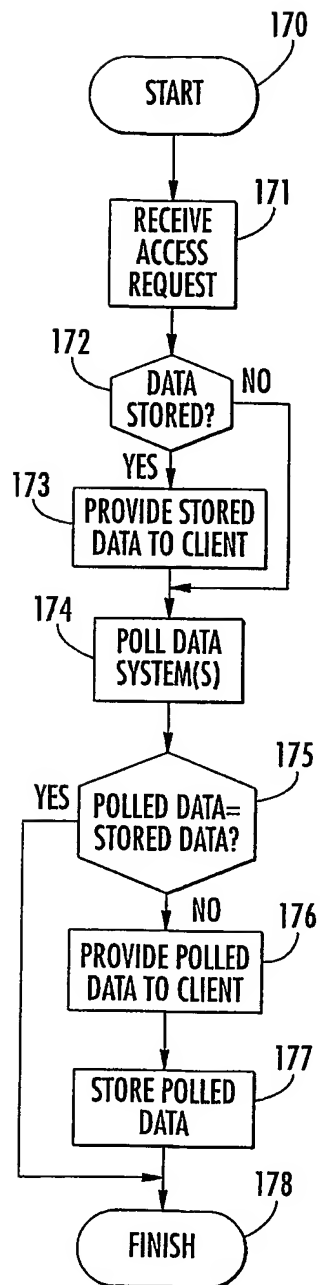 170
START
171
RECEIVE
ACCESS
REQUEST
172
DATA
STORED?
NO
YES
173
PROVIDE STORED
DATA TO CLIENT
174
POLL DATA
SYSTEM(S)
175
YES
POLLED DATA=
STORED DATA?
NO
176
PROVIDE POLLED
DATA TO CLIENT
177
STORE POLLED
DATA
178
FINISH